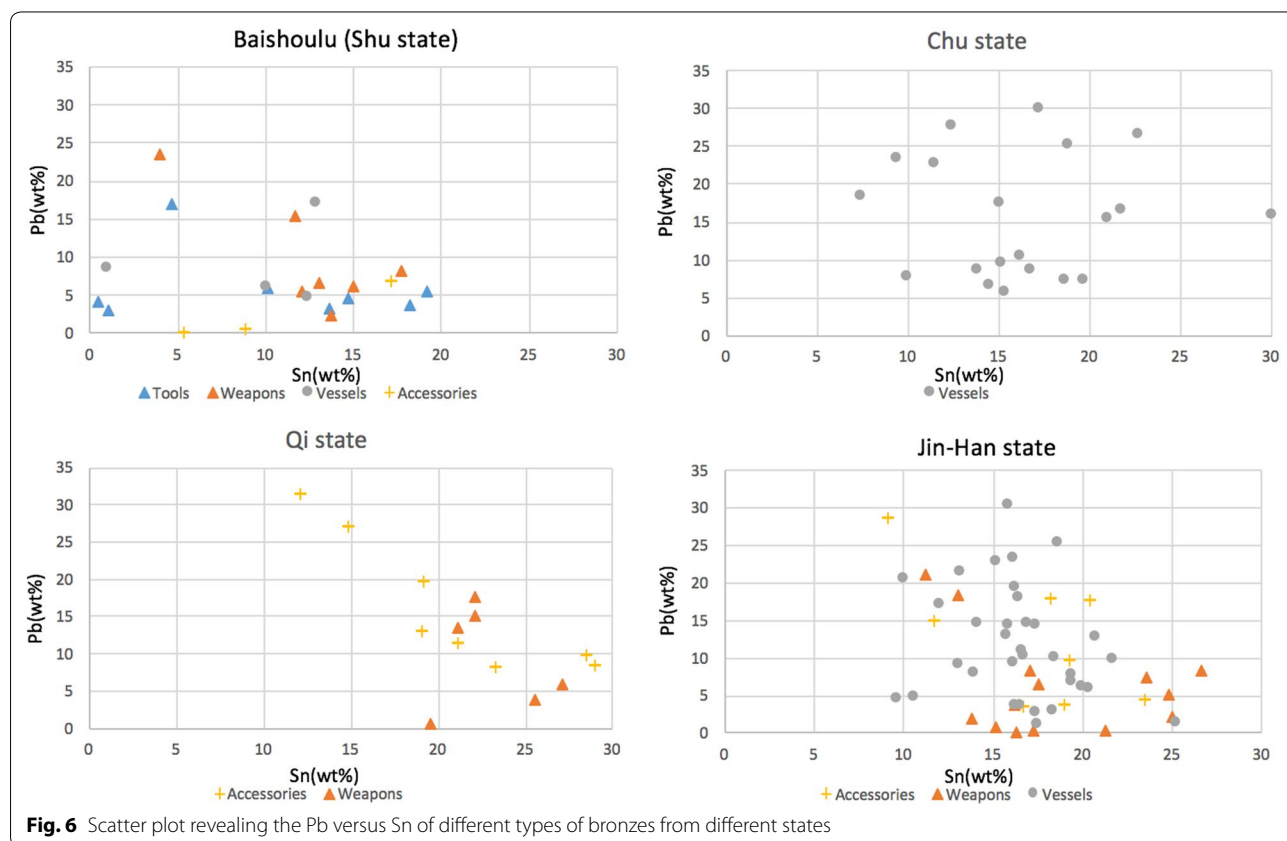 Baishoulu (Shu state)
35
30
25
20
15
10
5
0
Pb(wt%)
0 5 10 15 20 25 30
Sn(wt%)
Tools Weapons Vessels Accessories
Chu state
35
30
25
20
15
10
5
0
Pb(wt%)
0 5 10 15 20 25 30
Sn(wt%)
Vessels
Qi state
35
30
25
20
15
10
5
0
Pb(wt%)
0 5 10 15 20 25 30
Sn(wt%)
Accessories Weapons
Jin-Han state
35
30
25
20
15
10
5
0
Pb(wt%)
0 5 10 15 20 25 30
Sn(wt%)
Accessories Weapons Vessels
Fig. 6 Scatter plot revealing the Pb versus Sn of different types of bronzes from different states